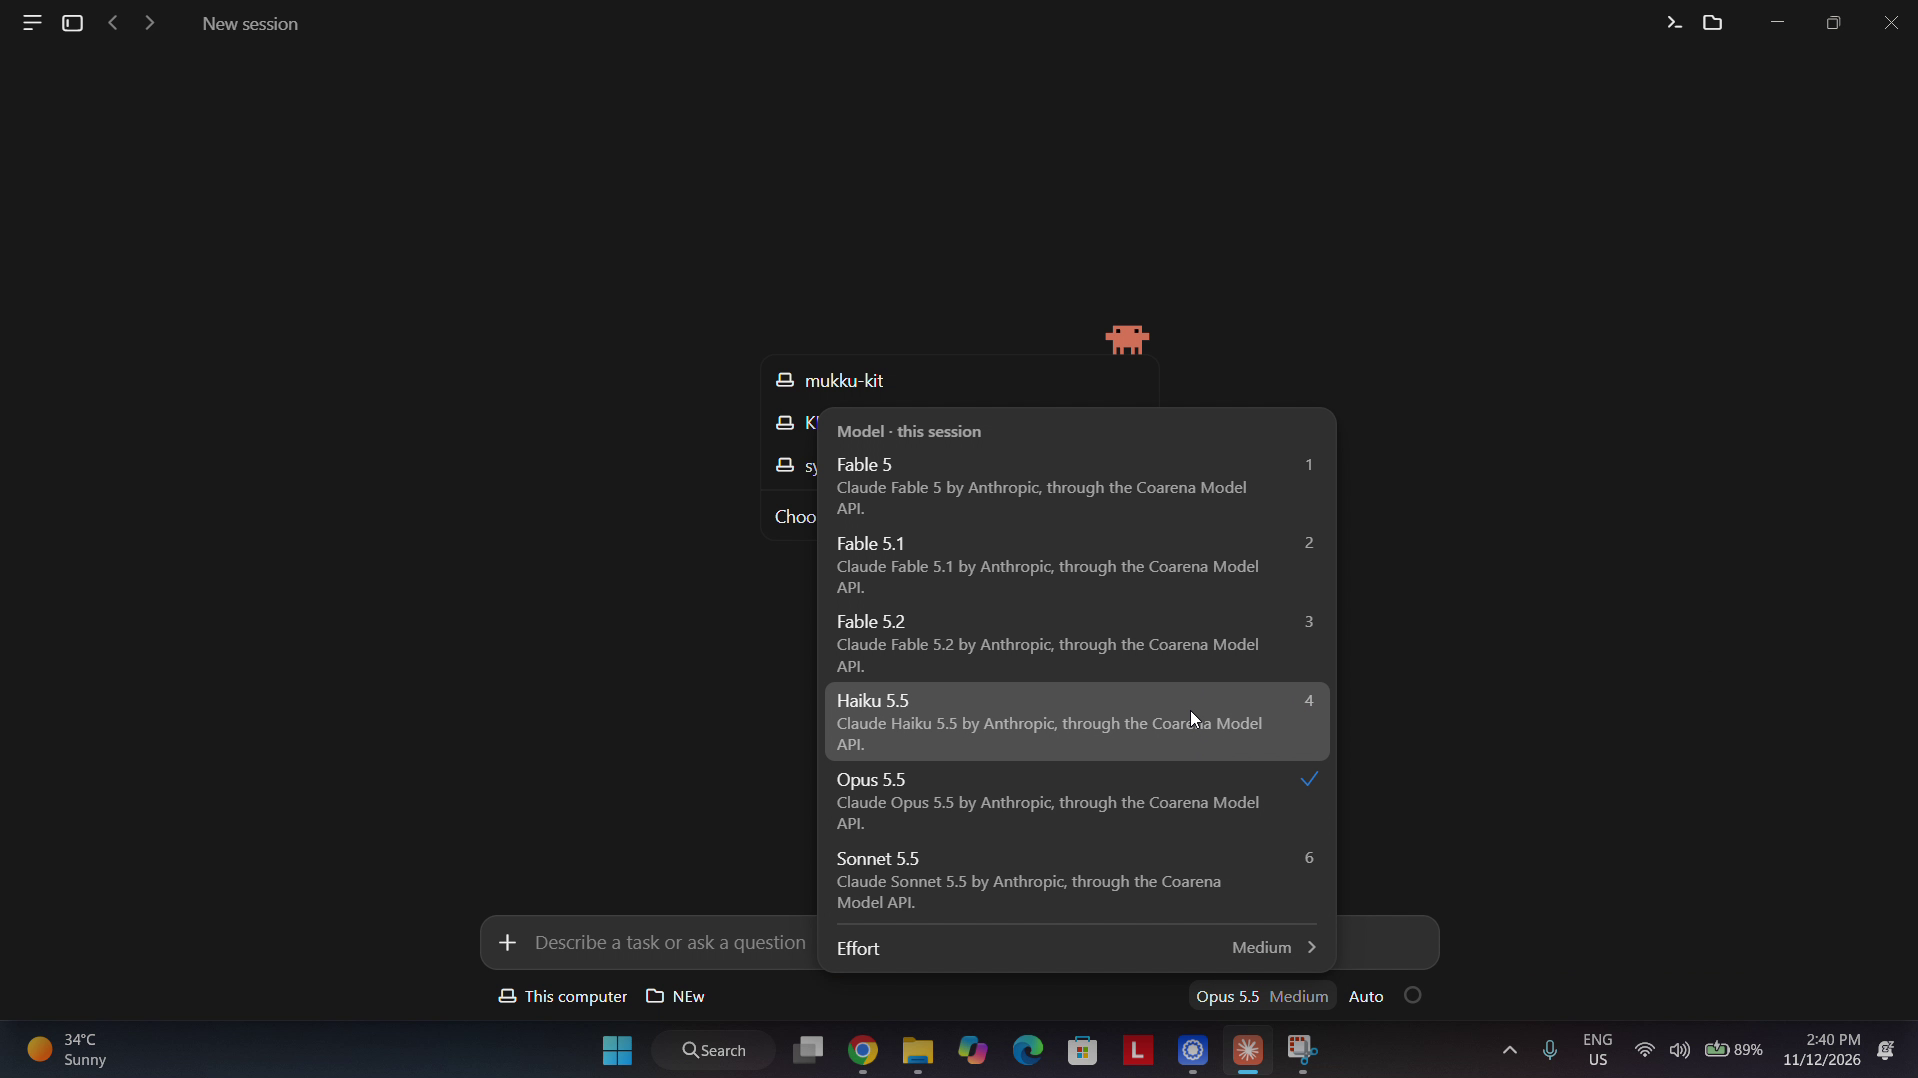 New session
mukku-kit
Model · this session
Fable 5 1
Claude Fable 5 by Anthropic, through the Coarena Model
API.
Fable 5.1 2
Claude Fable 5.1 by Anthropic, through the Coarena Model
API.
Fable 5.2 3
Claude Fable 5.2 by Anthropic, through the Coarena Model
API.
Haiku 5.5 4
Claude Haiku 5.5 by Anthropic, through the Coarena Model
API.
Opus 5.5
Claude Opus 5.5 by Anthropic, through the Coarena Model
API.
Sonnet 5.5 6
Claude Sonnet 5.5 by Anthropic, through the Coarena
Model API.
Effort Medium
Describe a task or ask a question
This computer NEw Opus 5.5 Medium Auto
34°C
Sunny
Search
L
ENG
US
89%
2:40 PM
11/12/2026